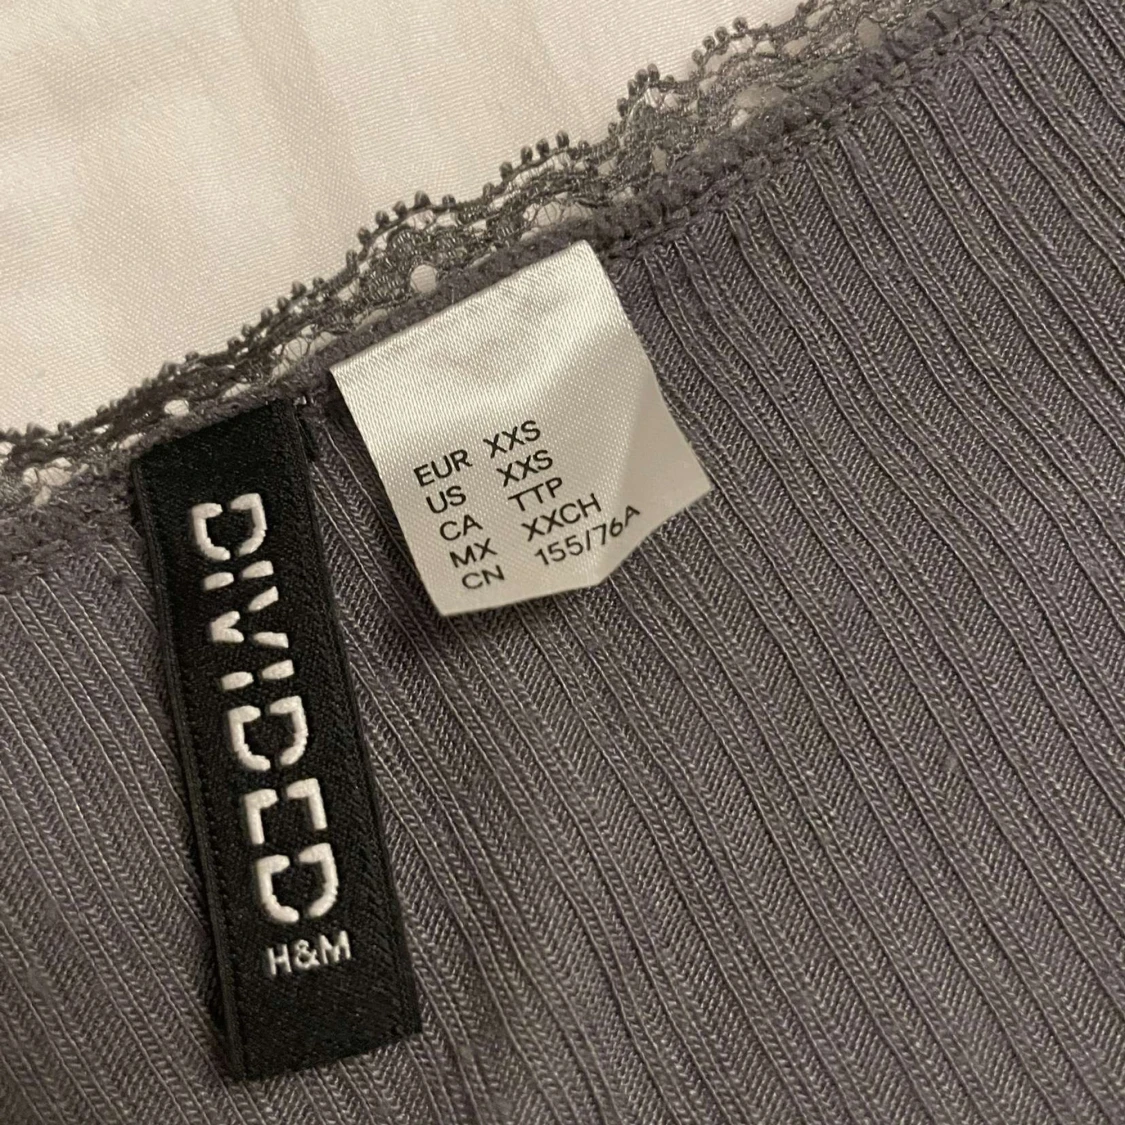 EUR XXS
US XXS
CA TTP
MX XXCH
CN 155/76A
DIVIDED
H&M